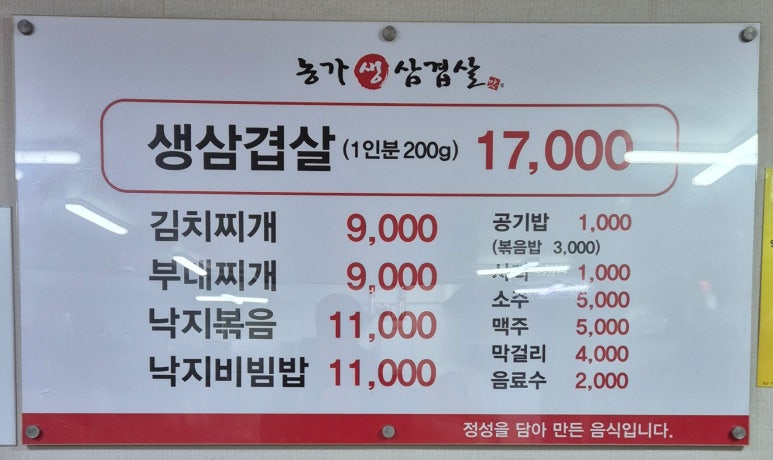 농가 생 삼겹살
생삼겹살 (1인분 200g) 17,000
김치찌개 9,000
부대찌개 9,000
낙지볶음 11,000
낙지비빔밥 11,000
공기밥 1,000
(볶음밥 3,000)
1,000
소주 5,000
맥주 5,000
막걸리 4,000
음료수 2,000
정성을 담아 만든 음식입니다.